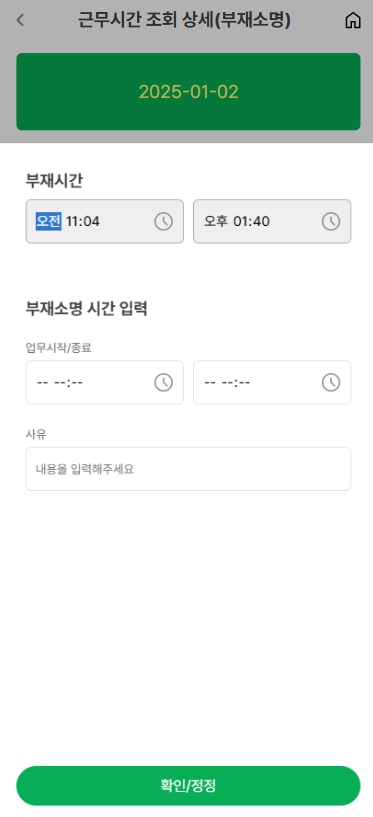 근무시간 조회 상세(부재소명)
2025-01-02
부재시간
오전 11:04 오후 01:40
부재소명 시간 입력
업무시작/종료
-- --:-- -- --:--
사유
내용을 입력해주세요
확인/정정